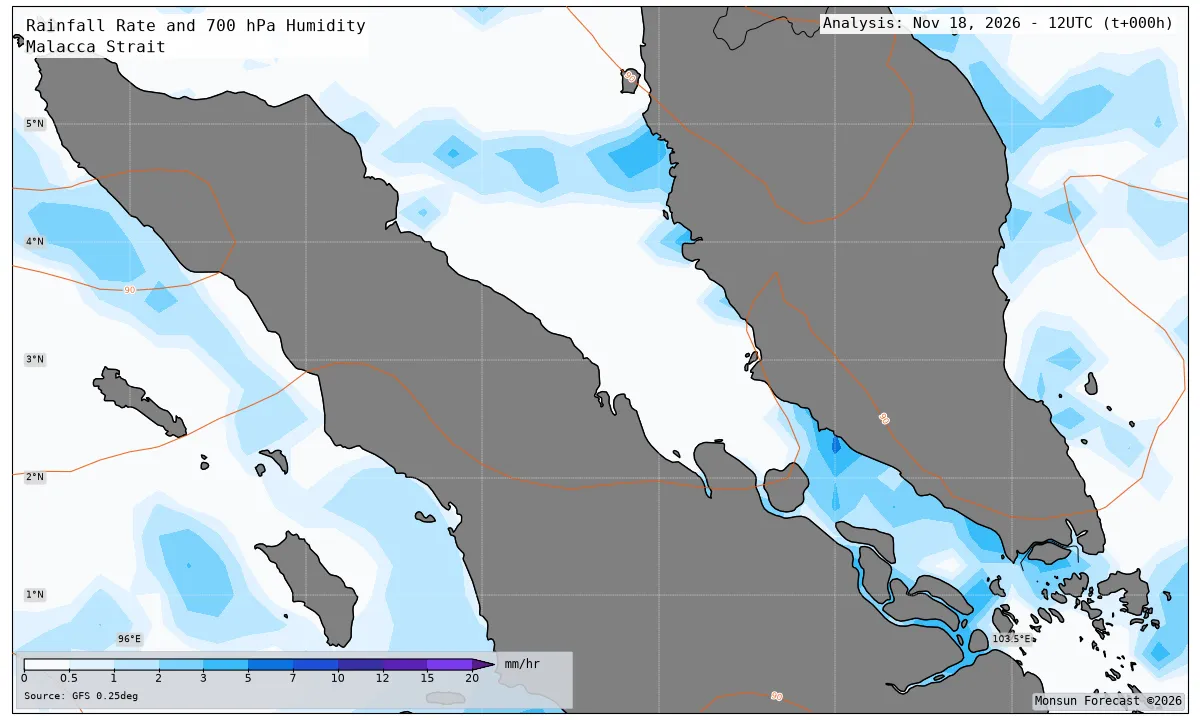 Rainfall Rate and 700 hPa Humidity
Malacca Strait
Analysis: Nov 18, 2026 - 12UTC (t+000h)
90
5°N
4°N
90
3°N
90
2°N
1°N
96°E
103.5°E
mm/hr
0 0.5 1 2 3 5 7 10 12 15 20
Source: GFS 0.25deg
90
Monsun Forecast ©2026